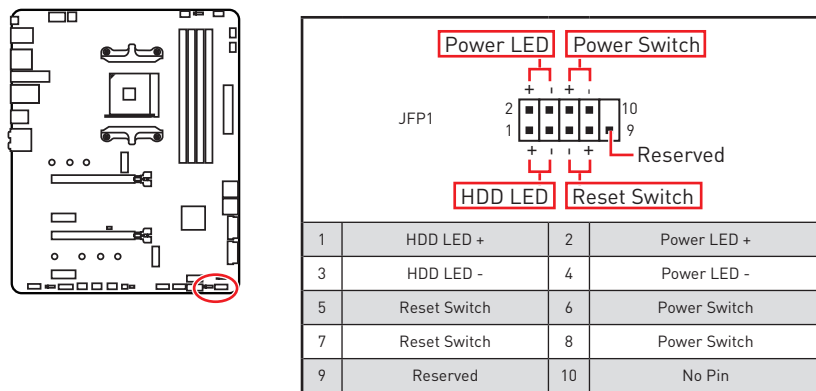 Power LED Power Switch
+ - + -
JFP1
2 10
1 9
+ - - +
Reserved
HDD LED Reset Switch
1 HDD LED + 2 Power LED +
3 HDD LED - 4 Power LED -
5 Reset Switch 6 Power Switch
7 Reset Switch 8 Power Switch
9 Reserved 10 No Pin